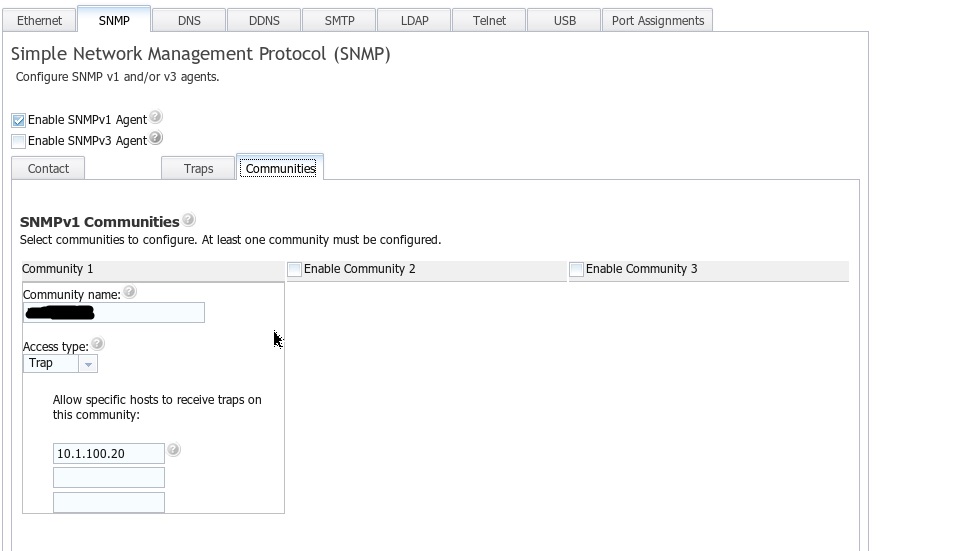 Ethernet SNMP DNS DDNS SMTP LDAP Telnet USB Port Assignments
Simple Network Management Protocol (SNMP)
Configure SNMP v1 and/or v3 agents.
Enable SNMPv1 Agent ?
Enable SNMPv3 Agent ?
Contact Traps Communities
SNMPv1 Communities ?
Select communities to configure. At least one community must be configured.
Community 1 Enable Community 2 Enable Community 3
Community name: ?
Access type: ?
Trap
Allow specific hosts to receive traps on
this community:
10.1.100.20 ?